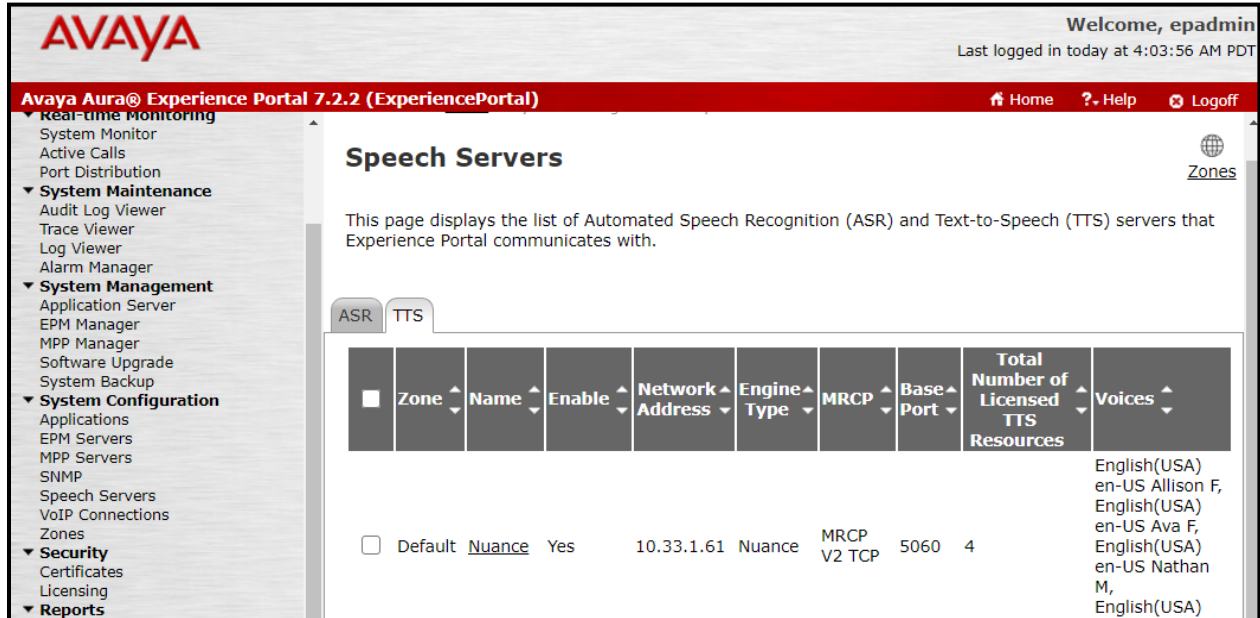 AVAYA
Welcome, epadmin
Last logged in today at 4:03:56 AM PDT
Avaya Aura® Experience Portal 7.2.2 (ExperiencePortal)
Home ?▾ Help Logoff
▼ Real-time Monitoring
System Monitor
Active Calls
Port Distribution
▼ System Maintenance
Audit Log Viewer
Trace Viewer
Log Viewer
Alarm Manager
▼ System Management
Application Server
EPM Manager
MPP Manager
Software Upgrade
System Backup
▼ System Configuration
Applications
EPM Servers
MPP Servers
SNMP
Speech Servers
VoIP Connections
Zones
▼ Security
Certificates
Licensing
▼ Reports
Speech Servers
Zones
This page displays the list of Automated Speech Recognition (ASR) and Text-to-Speech (TTS) servers that
Experience Portal communicates with.
ASR TTS
Zone
Name
Enable
Network
Address
Engine
Type
MRCP
Base
Port
Total
Number of
Licensed
TTS
Resources
Voices
Default
Nuance
Yes
10.33.1.61
Nuance
MRCP
V2 TCP
5060
4
English(USA)
en-US Allison F,
English(USA)
en-US Ava F,
English(USA)
en-US Nathan
M,
English(USA)